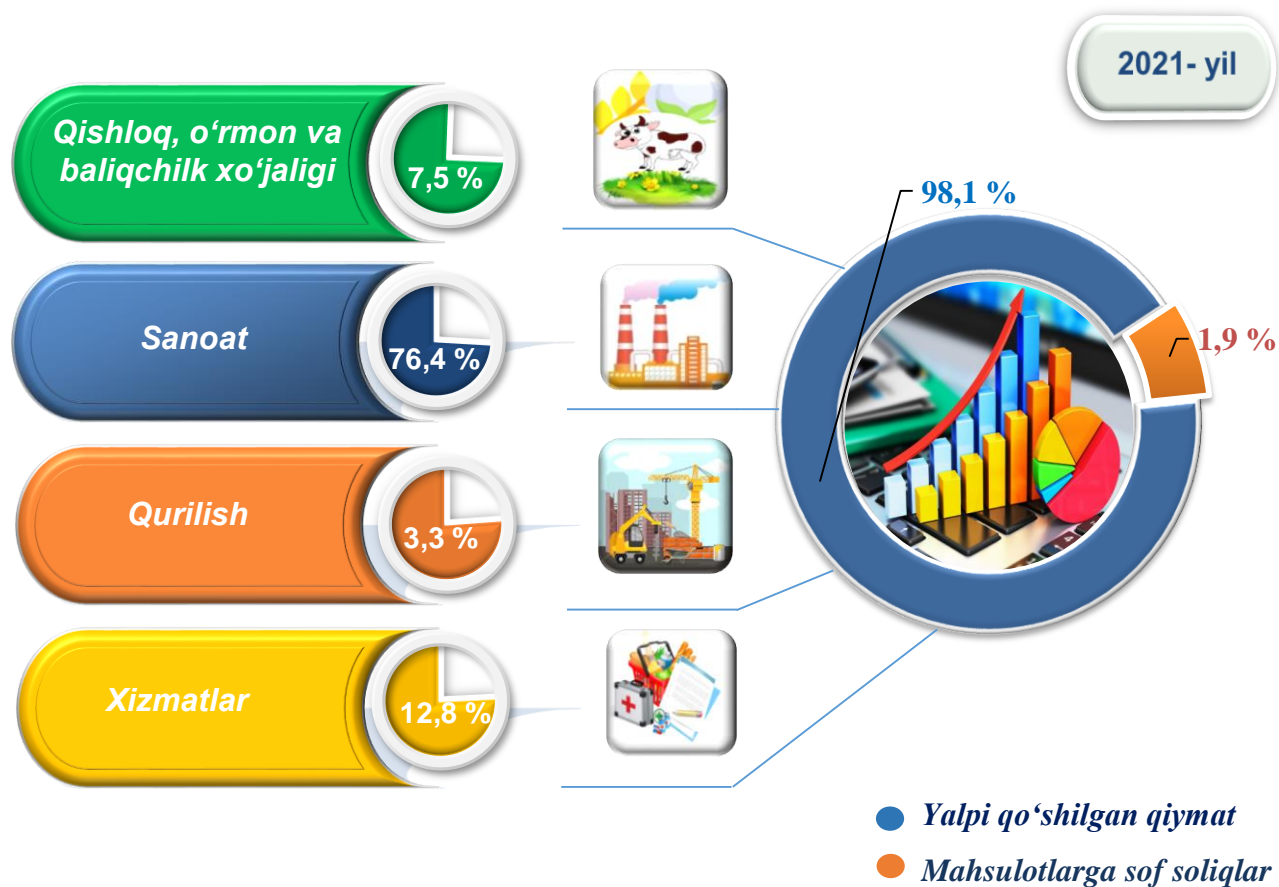 2021- yil
Qishloq, o‘rmon va
baliqchilk xo‘jaligi
7,5 %
98,1 %
Sanoat
76,4 %
1,9 %
Qurilish
3,3 %
Xizmatlar
12,8 %
Yalpi qo‘shilgan qiymat
Mahsulotlarga sof soliqlar